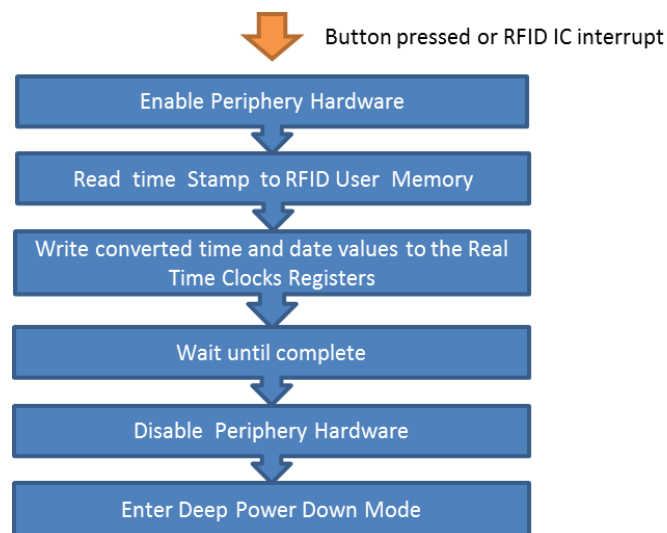 Button pressed or RFID IC interrupt
Enable Periphery Hardware
Read time Stamp to RFID User Memory
Write converted time and date values to the Real
Time Clocks Registers
Wait until complete
Disable Periphery Hardware
Enter Deep Power Down Mode